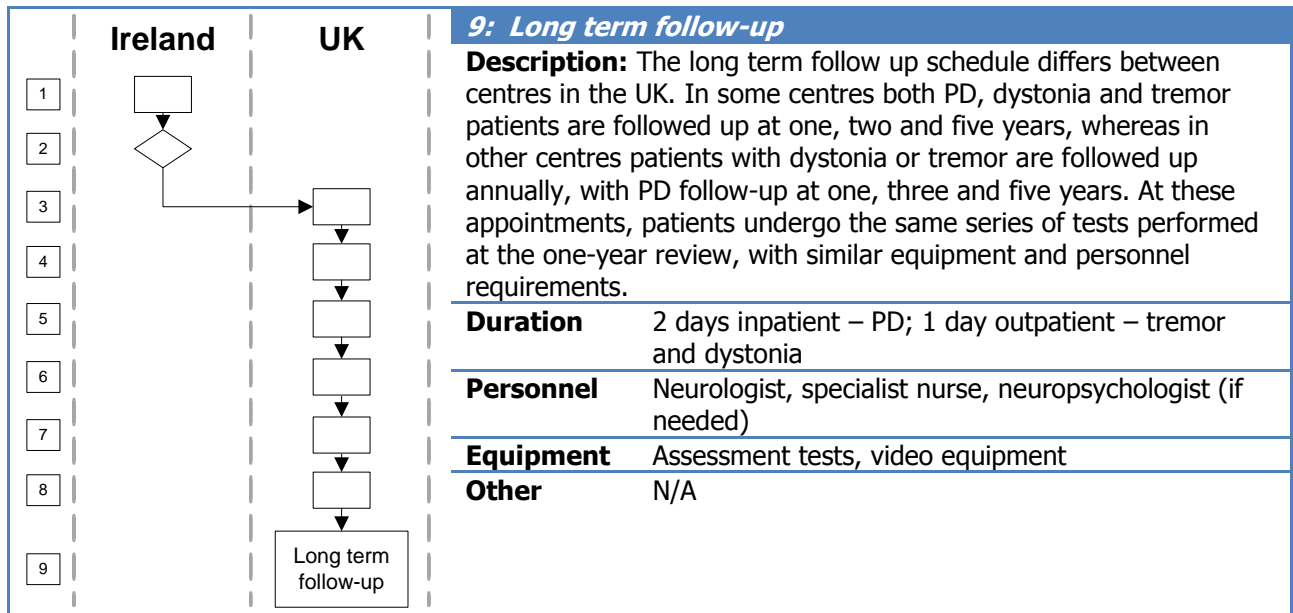 Ireland
UK
1
2
3
4
5
6
7
8
9
Long term
follow-up
9: Long term follow-up
Description: The long term follow up schedule differs between
centres in the UK. In some centres both PD, dystonia and tremor
patients are followed up at one, two and five years, whereas in
other centres patients with dystonia or tremor are followed up
annually, with PD follow-up at one, three and five years. At these
appointments, patients undergo the same series of tests performed
at the one-year review, with similar equipment and personnel
requirements.
Duration 2 days inpatient – PD; 1 day outpatient – tremor
and dystonia
Personnel Neurologist, specialist nurse, neuropsychologist (if
needed)
Equipment Assessment tests, video equipment
Other N/A